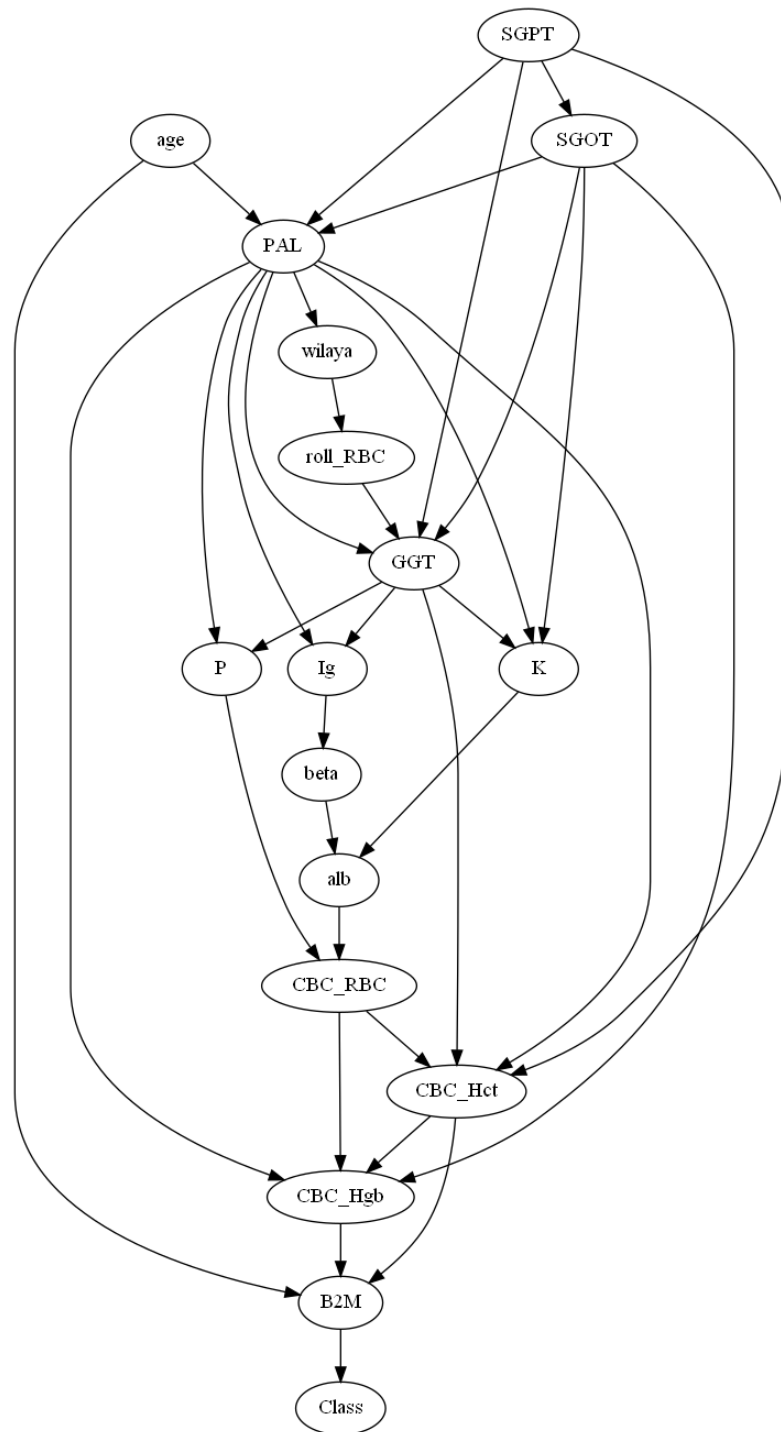 SGPT
age
SGOT
PAL
wilaya
roll_RBC
GGT
P
Ig
K
beta
alb
CBC_RBC
CBC_Hct
CBC_Hgb
B2M
Class